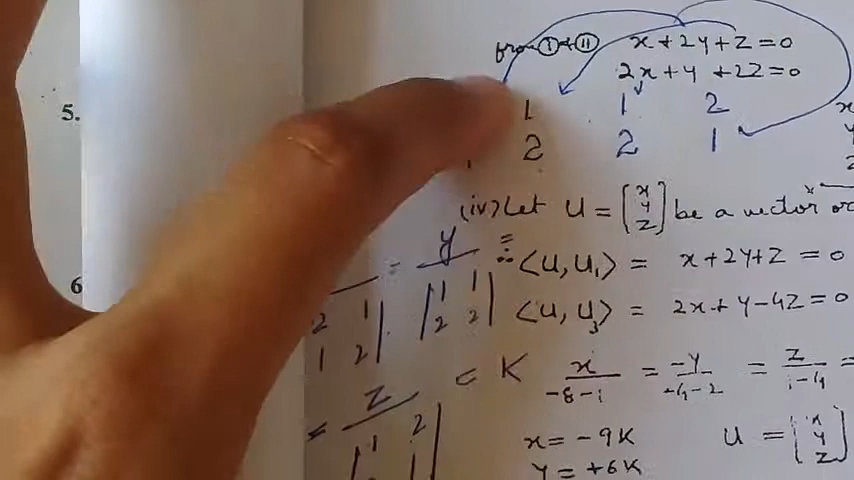 5.
6
from ① & ⑪ x + 2y + z = 0
2x + y + 2z = 0
1 1 2
2 2 1
(iv) Let U = [x y z] be a vector or
∴ <U, U₁> = x + 2y + z = 0
<U, U₃> = 2x + y - 4z = 0
x/-8-1 = -y/-4-2 = z/1-4 =
x = -9K U = [x y z]
y = +6K
= y/|1 1 2 2| =
2 1
1 2
= z/|1 2 1| = K